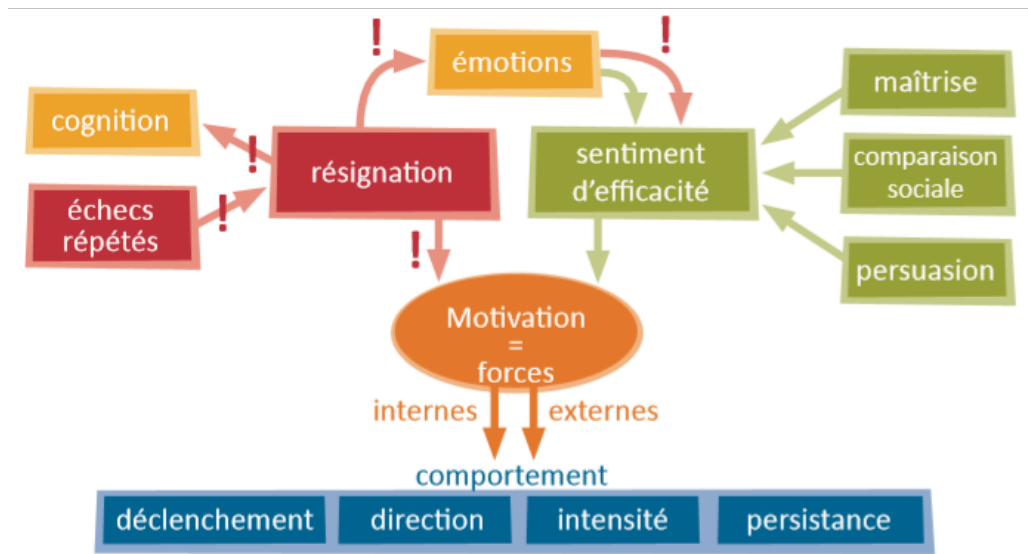 !
!
émotions
maîtrise
cognition
!
résignation
sentiment
d'efficacité
comparaison
sociale
échecs
répétés
!
!
persuasion
Motivation
=
forces
internes
externes
comportement
déclenchement
direction
intensité
persistance